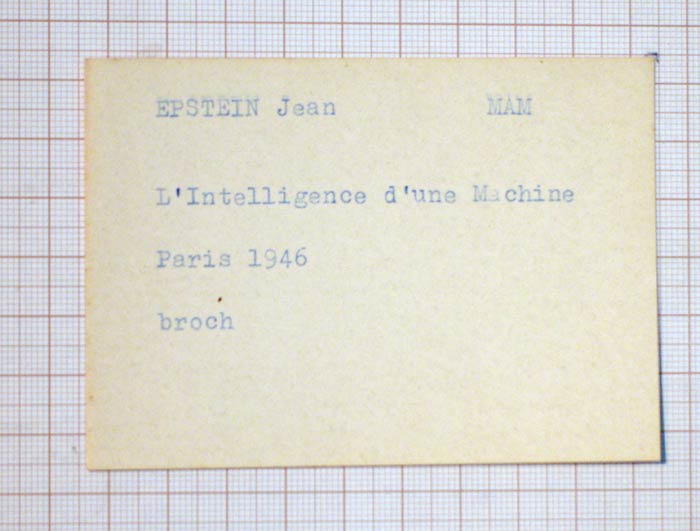 EPSTEIN Jean MAM
L'Intelligence d'une Machine
Paris 1946
broch